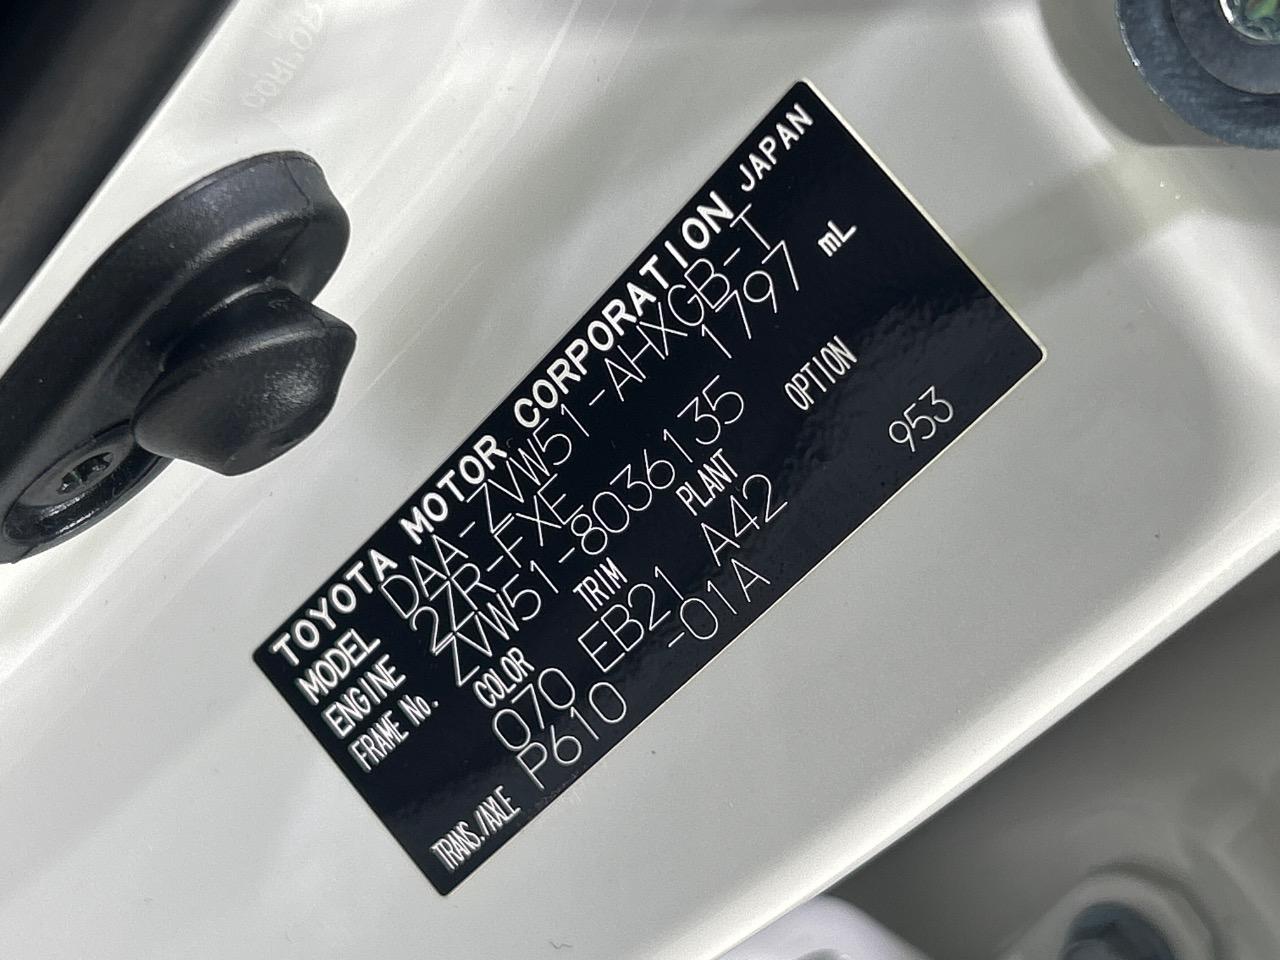 TOYOTA MOTOR CORPORATION JAPAN
MODEL DAA-ZVW51-AHXGB-T
ENGINE 2ZR-FXE 1797 mL
FRAME No. ZVW51-8036135
COLOR TRIM PLANT OPTION
070 EB21 A42 953
TRANS./AXLE P610 -01A